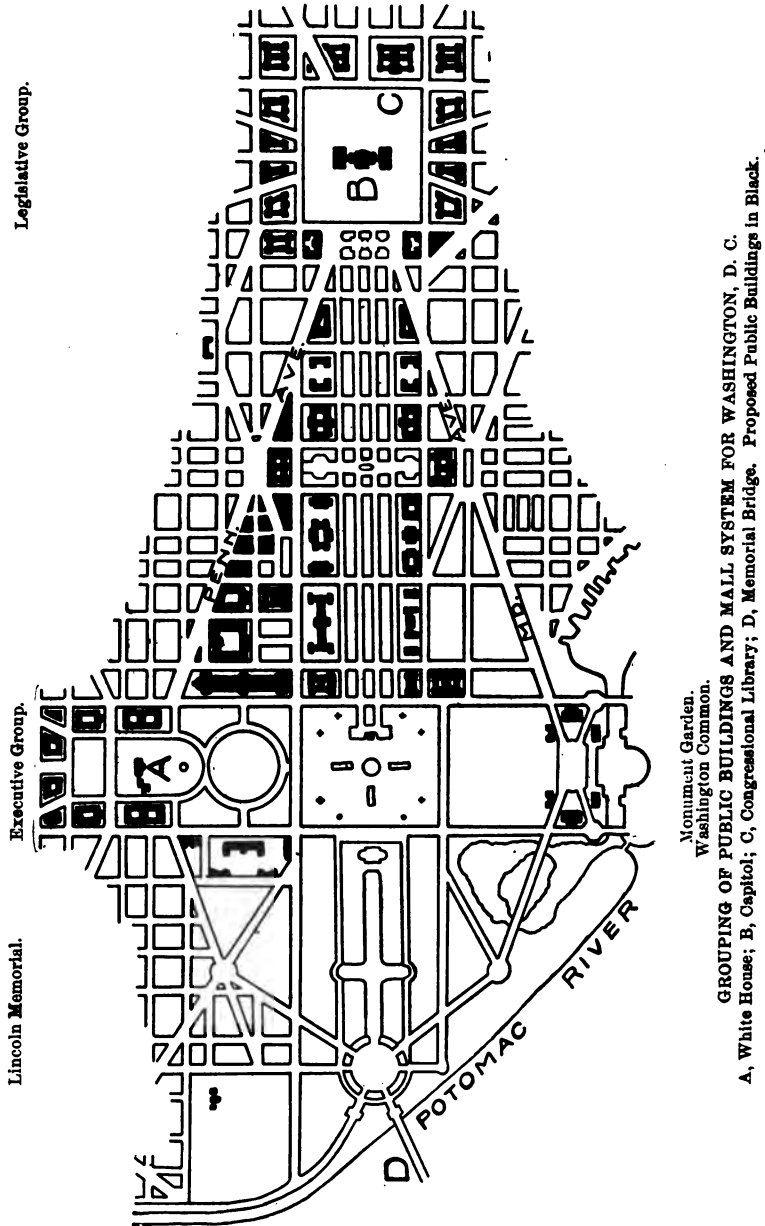 Lincoln Memorial.
Executive Group.
Legislative Group.
A
B
C
D
PENN.
AVE.
MD.
AVE.
POTOMAC RIVER
Monument Garden.
Washington Common.
GROUPING OF PUBLIC BUILDINGS AND MALL SYSTEM FOR WASHINGTON, D. C.
A, White House; B, Capitol; C, Congressional Library; D, Memorial Bridge. Proposed Public Buildings in Black.